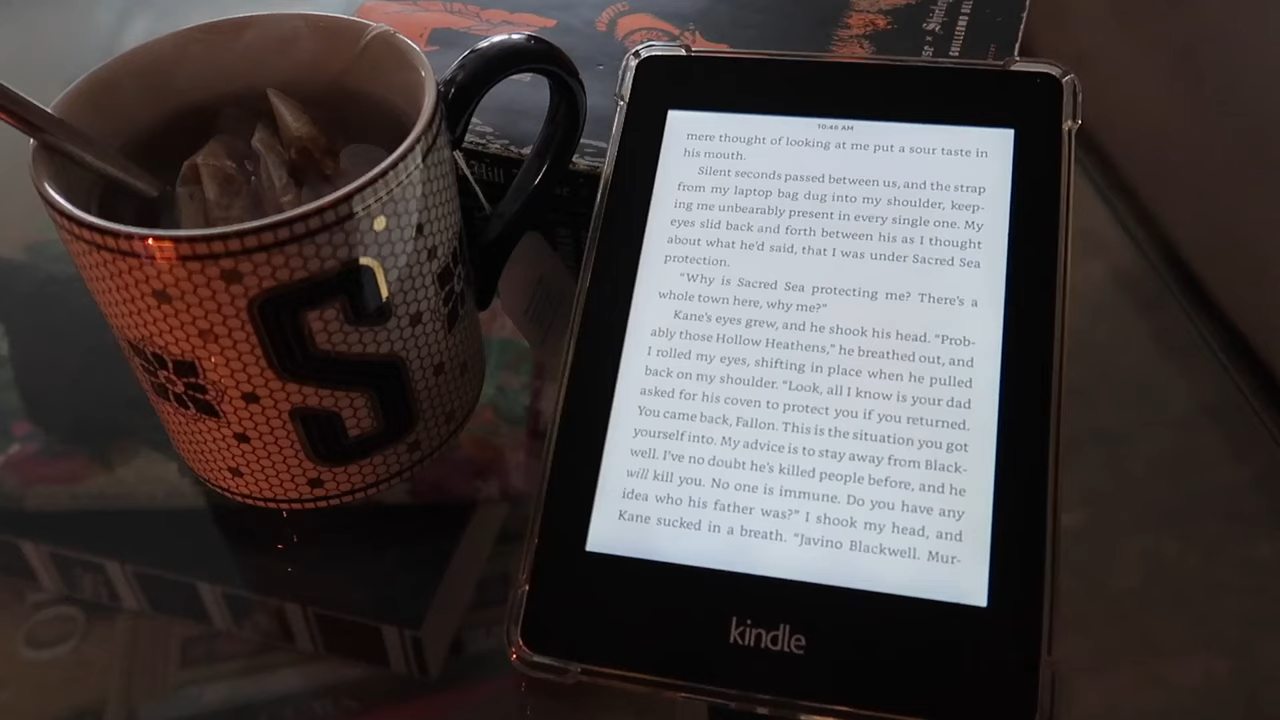 se × Shirley
GUILLERMO DEL
Hill
S
10:46 AM
mere thought of looking at me put a sour taste in
his mouth.
Silent seconds passed between us, and the strap
from my laptop bag dug into my shoulder, keep-
ing me unbearably present in every single one. My
eyes slid back and forth between his as I thought
about what he'd said, that I was under Sacred Sea
protection.
"Why is Sacred Sea protecting me? There's a
whole town here, why me?"
Kane's eyes grew, and he shook his head. "Prob-
ably those Hollow Heathens," he breathed out, and
I rolled my eyes, shifting in place when he pulled
back on my shoulder. "Look, all I know is your dad
asked for his coven to protect you if you returned.
You came back, Fallon. This is the situation you got
yourself into. My advice is to stay away from Black-
well. I've no doubt he's killed people before, and he
will kill you. No one is immune. Do you have any
idea who his father was?" I shook my head, and
Kane sucked in a breath. "Javino Blackwell. Mur-
kindle